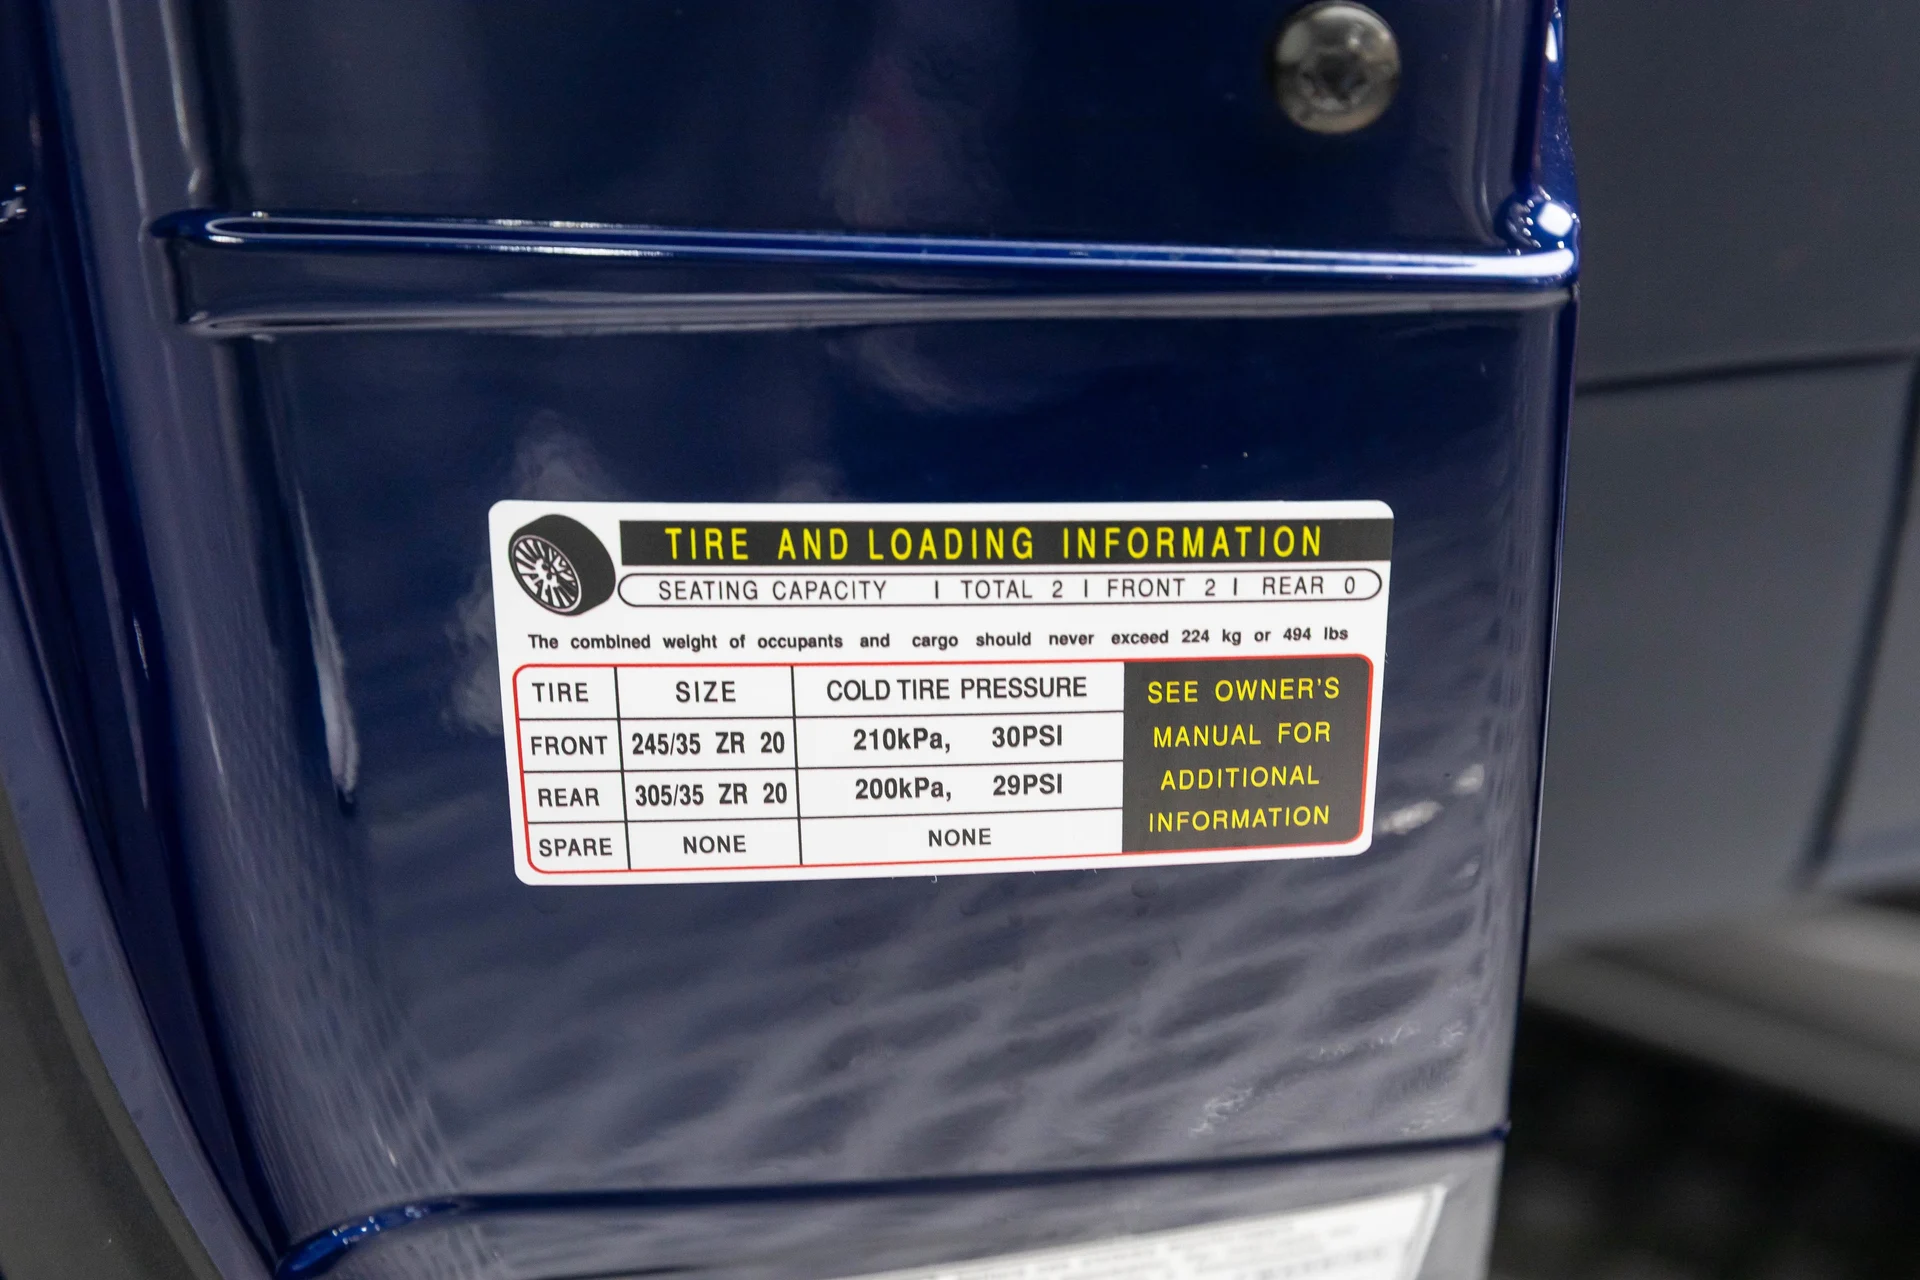 TIRE AND LOADING INFORMATION
SEATING CAPACITY | TOTAL 2 | FRONT 2 | REAR 0
The combined weight of occupants and cargo should never exceed 224 kg or 494 lbs
TIRE SIZE COLD TIRE PRESSURE
FRONT 245/35 ZR 20 210kPa, 30PSI
REAR 305/35 ZR 20 200kPa, 29PSI
SPARE NONE NONE
SEE OWNER'S
MANUAL FOR
ADDITIONAL
INFORMATION